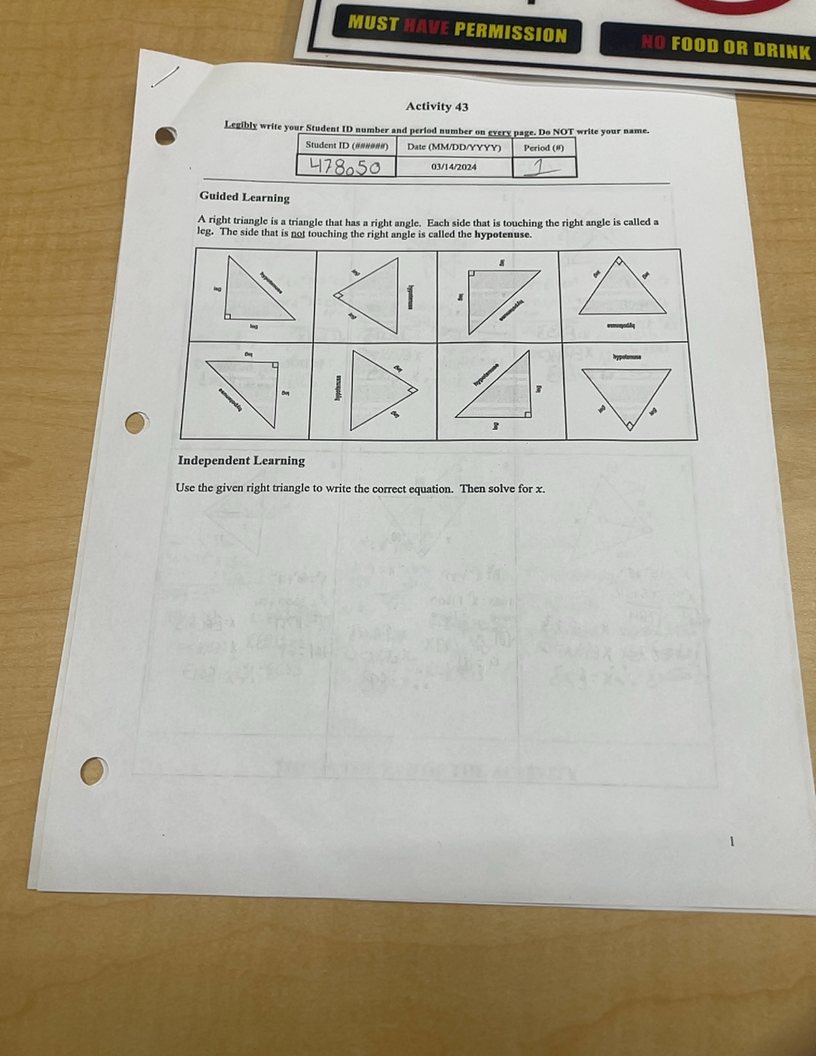 MUST HAVE PERMISSION
NO FOOD OR DRINK
Activity 43
Legibly write your Student ID number and period number on every page. Do NOT write your name.
Student ID (######) Date (MM/DD/YYYY) Period (#)
478050 03/14/2024 1
Guided Learning
A right triangle is a triangle that has a right angle. Each side that is touching the right angle is called a
leg. The side that is not touching the right angle is called the hypotenuse.
leg hypotenuse leg
leg hypotenuse leg
leg leg hypotenuse
leg leg hypotenuse
leg leg hypotenuse
hypotenuse leg leg
hypotenuse leg leg
hypotenuse leg leg
Independent Learning
Use the given right triangle to write the correct equation. Then solve for x.
1